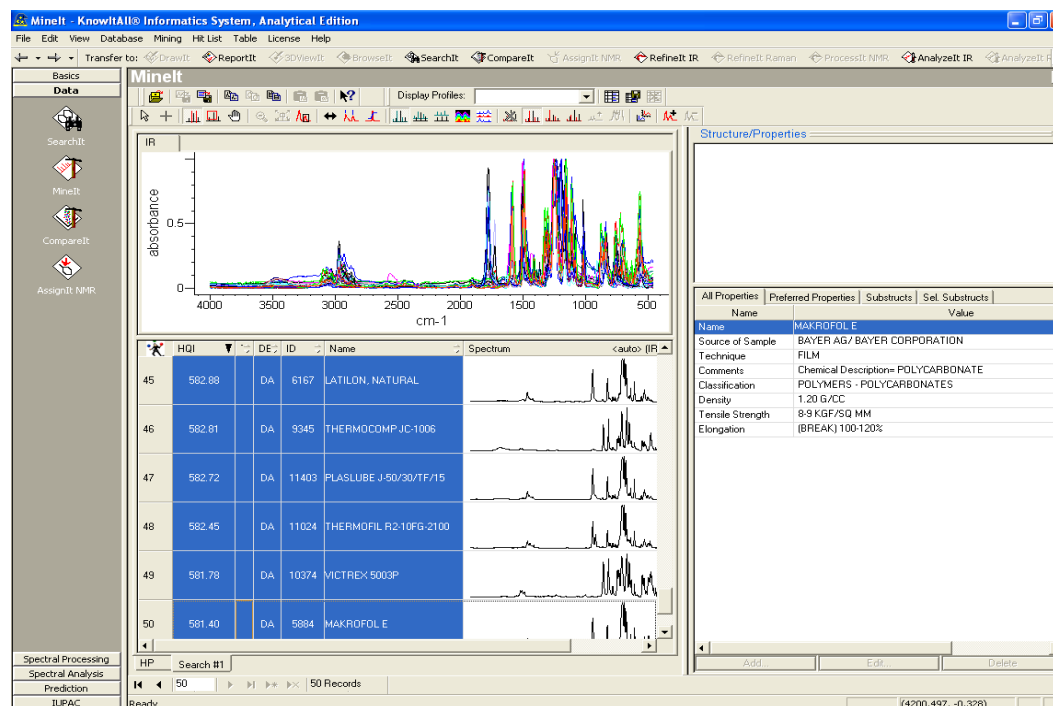 MineIt - KnowItAll® Informatics System, Analytical Edition
File Edit View Database Mining Hit List Table License Help
Transfer to: DrawIt ReportIt 3DViewIt BrowseIt SearchIt CompareIt AssignIt NMR RefineIt IR RefineIt Raman ProcessIt NMR AnalyzeIt IR AnalyzeIt
Basics
Data
SearchIt
MineIt
CompareIt
AssignIt NMR
Spectral Processing
Spectral Analysis
Prediction
IUPAC
MineIt
Display Profiles:
IR
absorbance
0.5
0
4000 3500 3000 2500 2000 1500 1000 500
cm-1
HQI DE ID Name Spectrum <auto> (IR
45 582.88 DA 6167 LATILON, NATURAL
46 582.81 DA 9345 THERMOCOMP JC-1006
47 582.72 DA 11403 PLASLUBE J-50/30/TF/15
48 582.45 DA 11024 THERMOFIL R2-10FG-2100
49 581.78 DA 10374 VICTREX 5003P
50 581.40 DA 5884 MAKROFOL E
HP Search #1
50 50 Records
Ready
Structure/Properties
All Properties Preferred Properties Substructs Sel. Substructs
Name Value
Name MAKROFOL E
Source of Sample BAYER AG/ BAYER CORPORATION
Technique FILM
Comments Chemical Description= POLYCARBONATE
Classification POLYMERS - POLYCARBONATES
Density 1.20 G/CC
Tensile Strength 8-9 KGF/SQ MM
Elongation (BREAK) 100-120%
Add... Edit... Delete
(4200.497, -0.328)